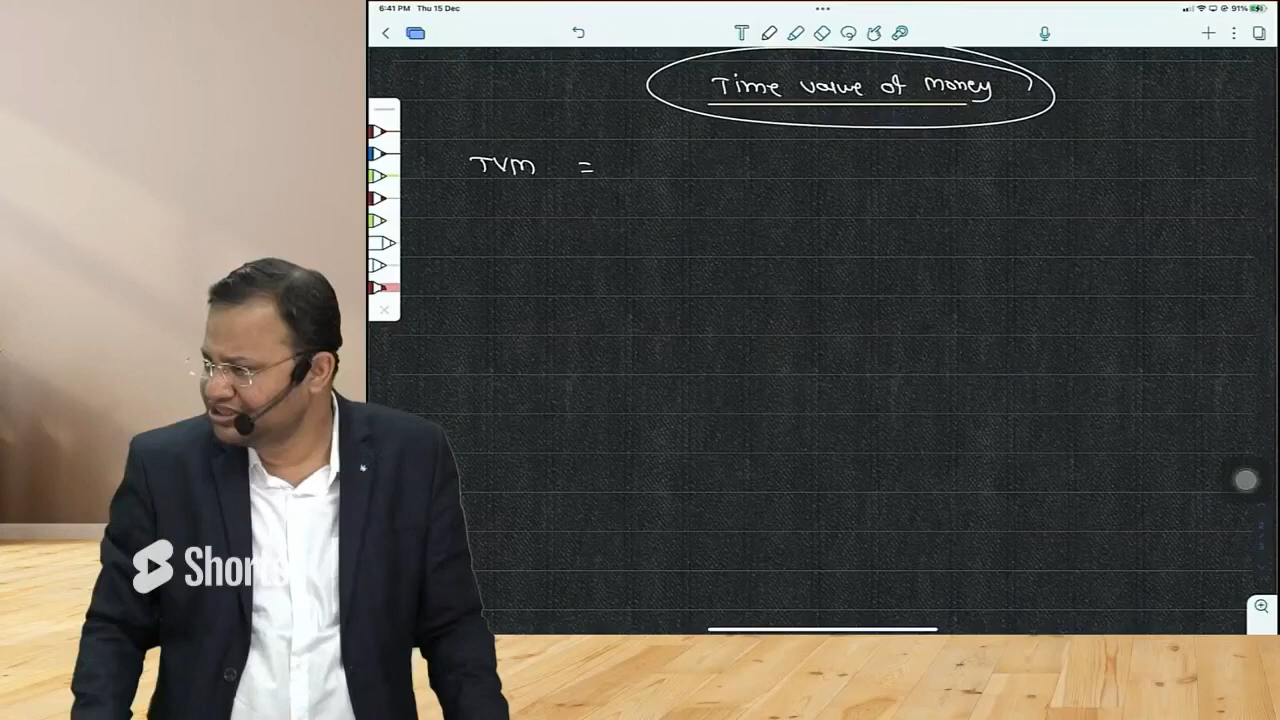 6:41 PM Thu 15 Dec
91%
T
Time value of money
TVM =
Shorts